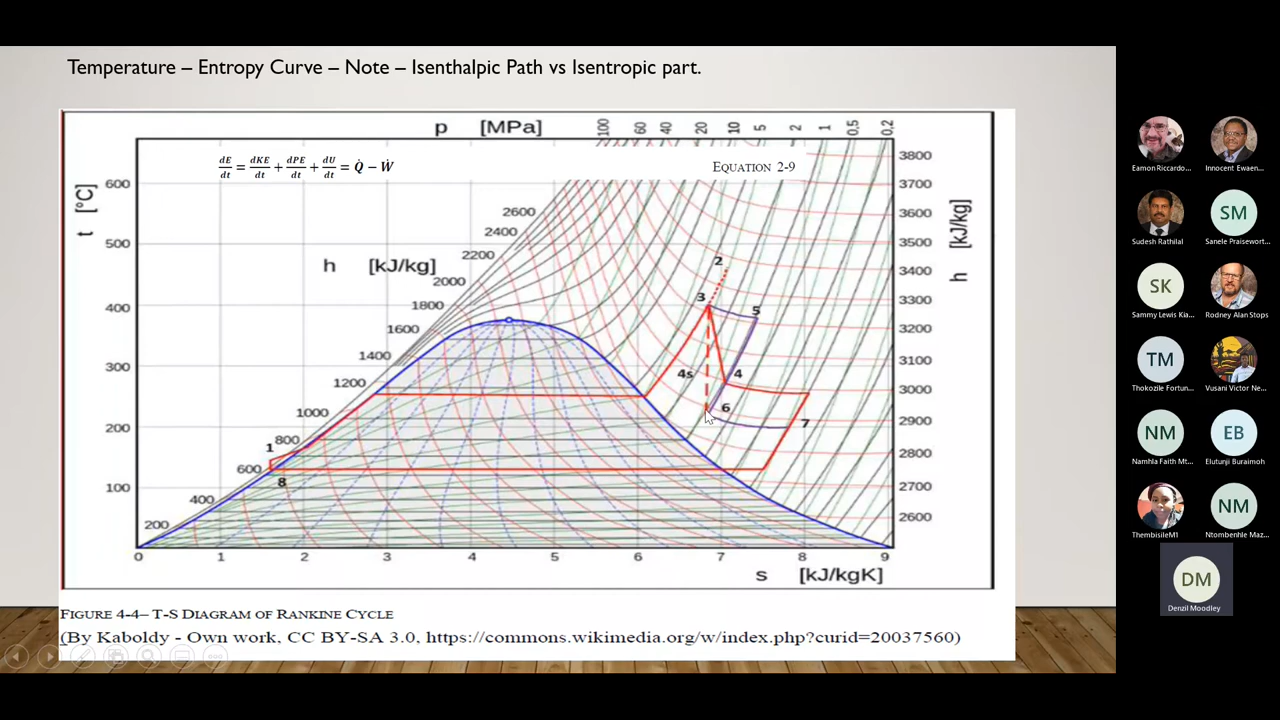 Temperature – Entropy Curve – Note – Isenthalpic Path vs Isentropic part.
p [MPa]
100 60 40 20 10 5 2 1 0,5 0,2
dE/dt = dKE/dt + dPE/dt + dU/dt = Q̇ − Ẇ
EQUATION 2-9
t [°C]
600
500
400
300
200
100
h [kJ/kg]
2600
2400
2200
2000
1800
1600
1400
1200
1000
800
600
400
200
1
8
2
3
5
4s
4
6
7
3800
3700
3600
3500
3400
3300
3200
3100
3000
2900
2800
2700
2600
h [kJ/kg]
0 1 2 3 4 5 6 7 8 9
s [kJ/kgK]
FIGURE 4-4– T-S DIAGRAM OF RANKINE CYCLE
(By Kaboldy - Own work, CC BY-SA 3.0, https://commons.wikimedia.org/w/index.php?curid=20037560)
Eamon Riccardo...
Innocent Ewaen...
Sudesh Rathilal
SM
Sanele Praisewort...
SK
Sammy Lewis Kia...
Rodney Alan Stops
TM
Thokozile Fortun...
Vusani Victor Ne...
NM
Namhla Faith Mt...
EB
Elutunji Buraimoh
ThembisileM1
NM
Ntombenhle Maz...
DM
Denzil Moodley